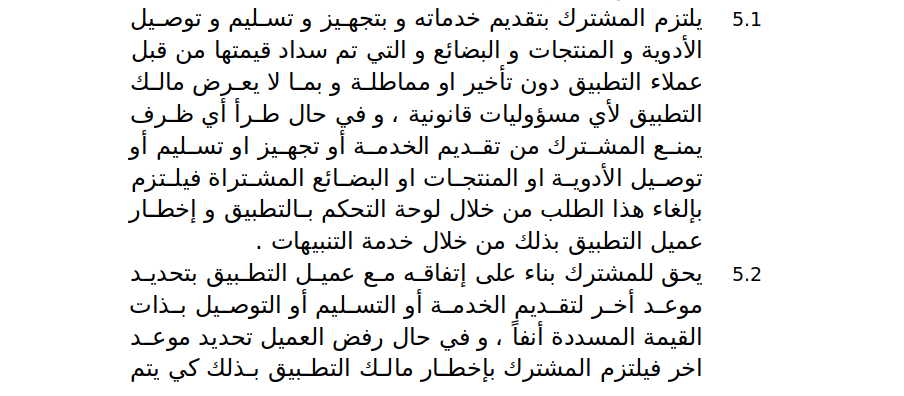 5.1 يلتزم المشترك بتقديم خدماته و بتجهيز و تسليم و توصيل
الأدوية و المنتجات و البضائع و التي تم سداد قيمتها من قبل
عملاء التطبيق دون تأخير او مماطلة و بما لا يعرض مالك
التطبيق لأي مسؤوليات قانونية ، و في حال طرأ أي ظرف
يمنع المشترك من تقديم الخدمة أو تجهيز او تسليم أو
توصيل الأدوية او المنتجات او البضائع المشتراة فيلتزم
بإلغاء هذا الطلب من خلال لوحة التحكم بالتطبيق و إخطار
عميل التطبيق بذلك من خلال خدمة التنبيهات .
5.2 يحق للمشترك بناء على إتفاقه مع عميل التطبيق بتحديد
موعد أخر لتقديم الخدمة أو التسليم أو التوصيل بذات
القيمة المسددة أنفاً ، و في حال رفض العميل تحديد موعد
اخر فيلتزم المشترك بإخطار مالك التطبيق بذلك كي يتم